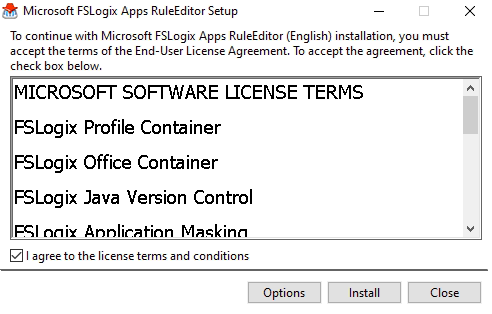 Microsoft FSLogix Apps RuleEditor Setup
To continue with Microsoft FSLogix Apps RuleEditor (English) installation, you must
accept the terms of the End-User License Agreement. To accept the agreement, click the
check box below.
MICROSOFT SOFTWARE LICENSE TERMS
FSLogix Profile Container
FSLogix Office Container
FSLogix Java Version Control
FSLogix Application Masking
I agree to the license terms and conditions
Options
Install
Close